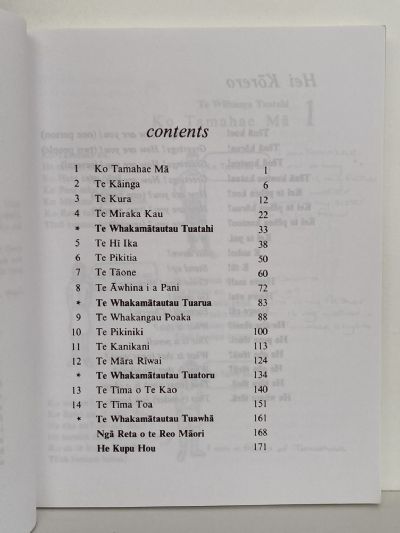 contents
1 Ko Tamahae Mā 1
2 Te Kāinga 6
3 Te Kura 12
4 Te Miraka Kau 22
* Te Whakamātautau Tuatahi 33
5 Te Hī Ika 38
6 Te Pikitia 50
7 Te Tāone 60
8 Te Āwhina i a Pani 72
* Te Whakamātautau Tuarua 83
9 Te Whakangau Poaka 88
10 Te Pikiniki 100
11 Te Kanikani 113
12 Te Māra Rīwai 124
* Te Whakamātautau Tuatoru 134
13 Te Tīma o Te Kao 140
14 Te Tīma Toa 151
* Te Whakamātautau Tuawhā 161
Ngā Reta o te Reo Māori 168
He Kupu Hou 171